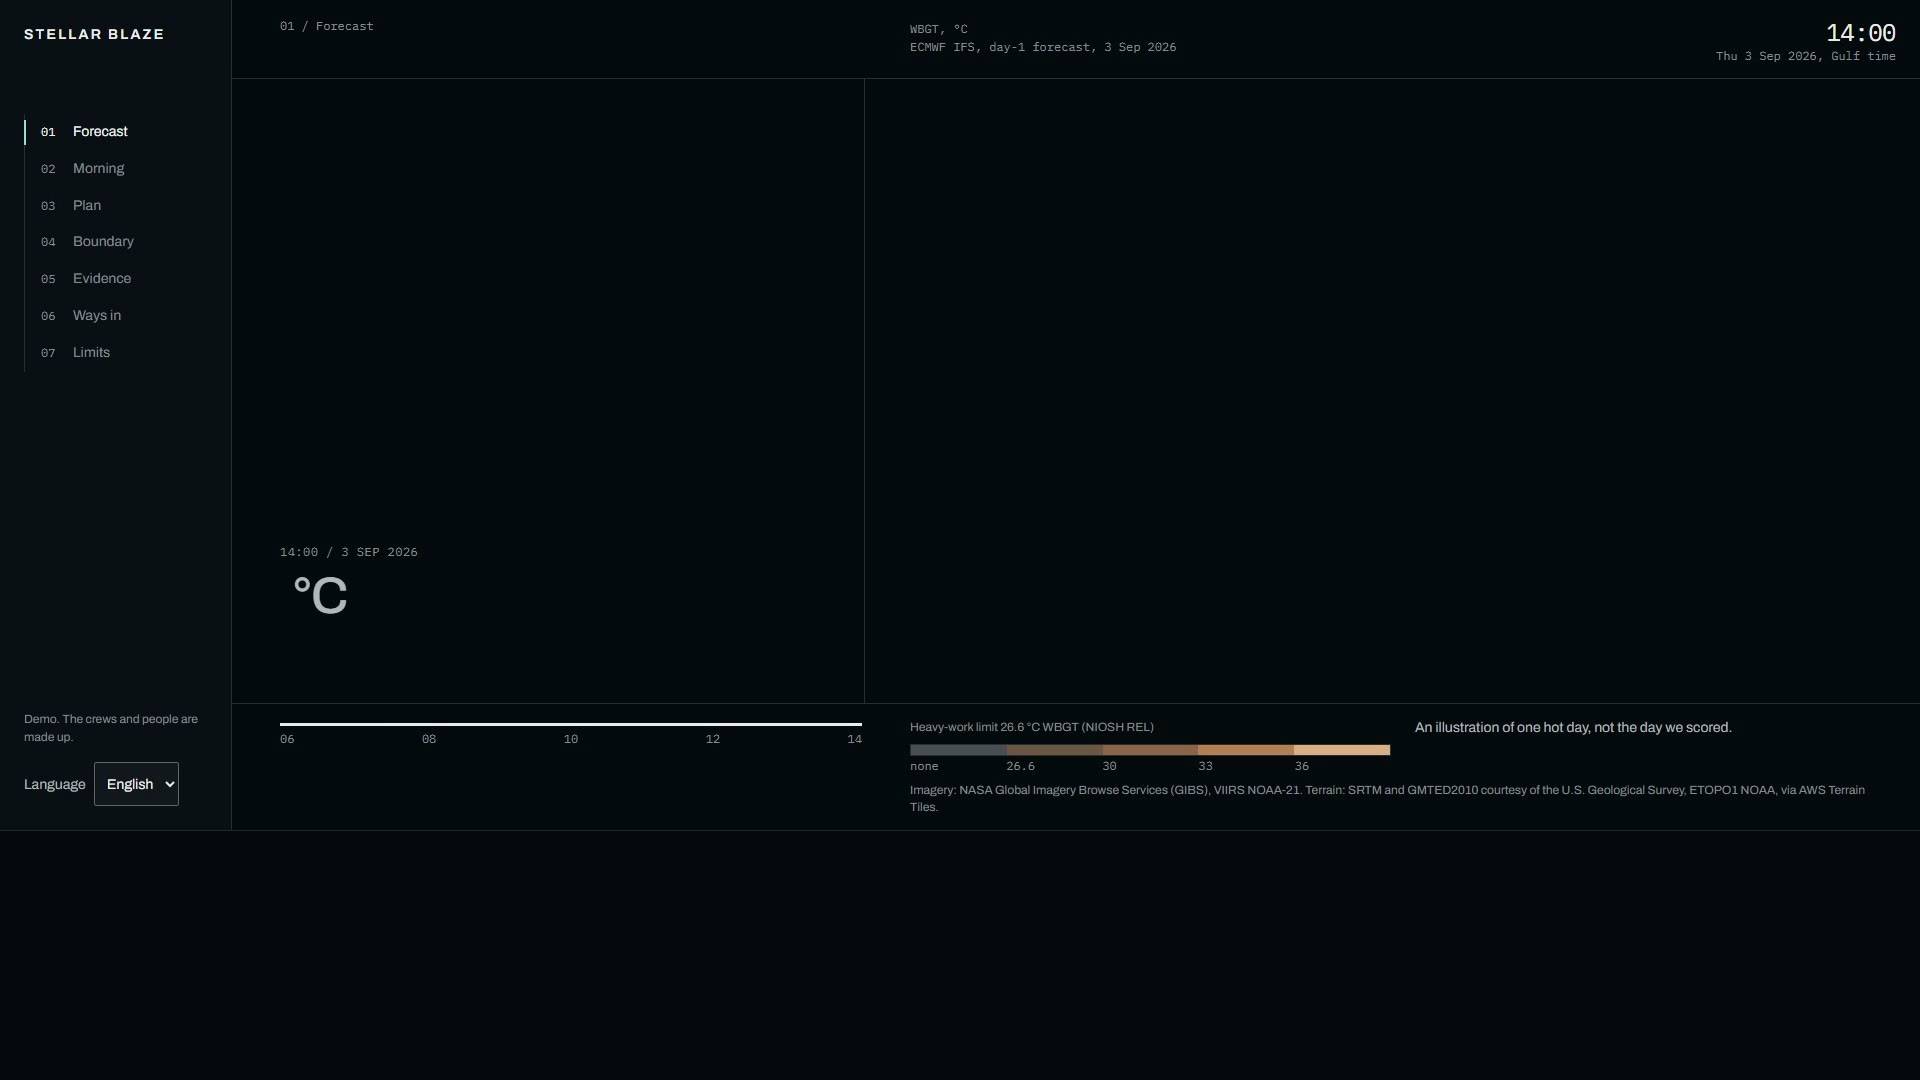 STELLAR BLAZE
01 Forecast
02 Morning
03 Plan
04 Boundary
05 Evidence
06 Ways in
07 Limits
Demo. The crews and people are
made up.
Language English
01 / Forecast
WBGT, °C
ECMWF IFS, day-1 forecast, 3 Sep 2026
14:00
Thu 3 Sep 2026, Gulf time
14:00 / 3 SEP 2026
°C
06 08 10 12 14
Heavy-work limit 26.6 °C WBGT (NIOSH REL)
none 26.6 30 33 36
An illustration of one hot day, not the day we scored.
Imagery: NASA Global Imagery Browse Services (GIBS), VIIRS NOAA-21. Terrain: SRTM and GMTED2010 courtesy of the U.S. Geological Survey, ETOPO1 NOAA, via AWS Terrain
Tiles.